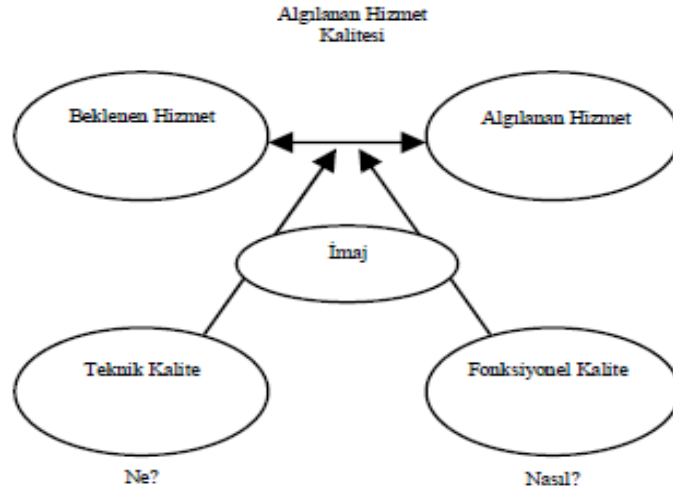 Algılanan Hizmet
Kalitesi
Beklenen Hizmet
Algılanan Hizmet
İmaj
Teknik Kalite
Fonksiyonel Kalite
Ne?
Nasıl?